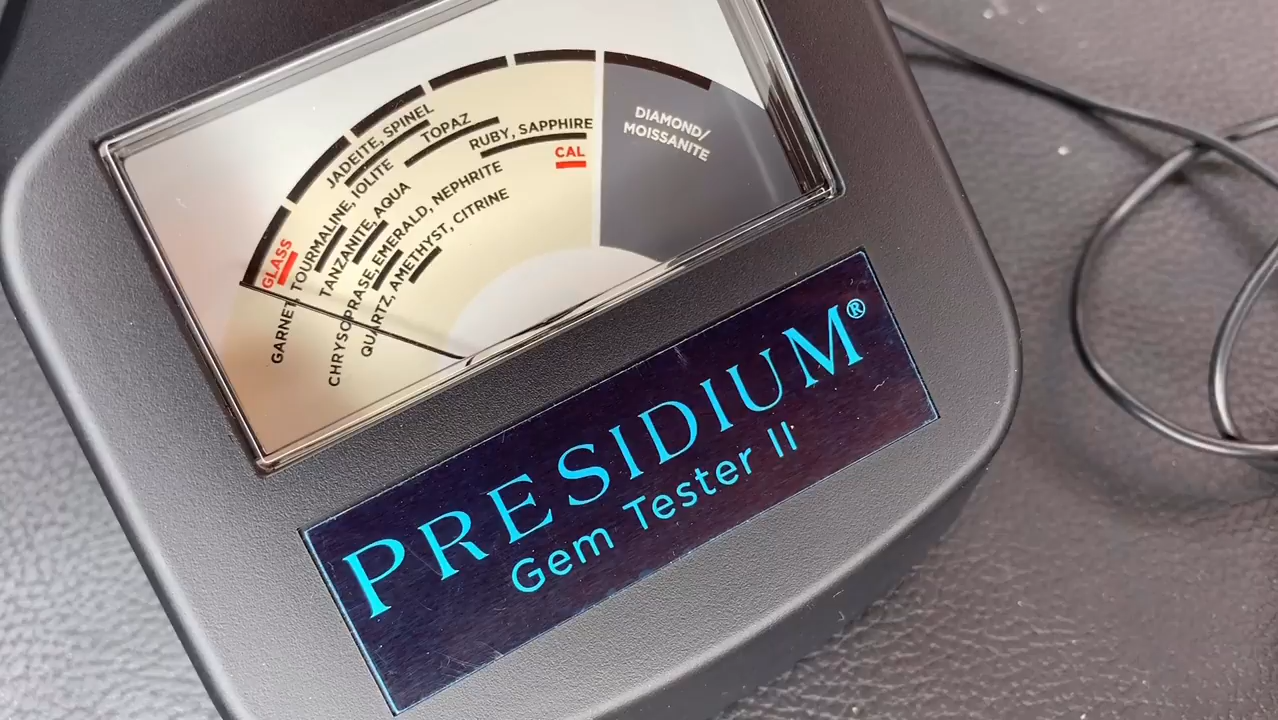 GLASS
GARNET, TOURMALINE, IOLITE
JADEITE, SPINEL
TANZANITE, AQUA
TOPAZ
CHRYSOPRASE, EMERALD, NEPHRITE
RUBY, SAPPHIRE
QUARTZ, AMETHYST, CITRINE
CAL
DIAMOND/
MOISSANITE
PRESIDIUM®
Gem Tester II